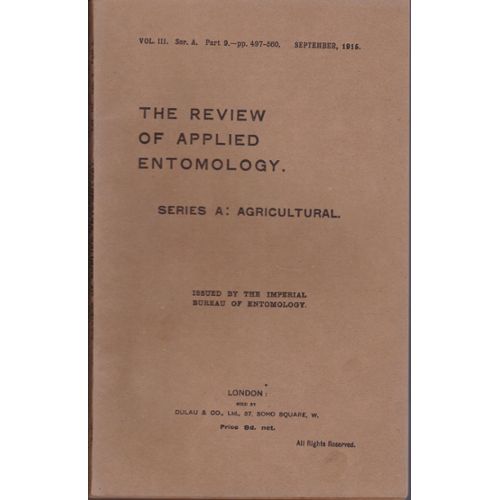 VOL. III. Ser. A. Part 9.—pp. 497-560. SEPTEMBER, 1915.
THE REVIEW
OF APPLIED
ENTOMOLOGY.
SERIES A: AGRICULTURAL.
ISSUED BY THE IMPERIAL
BUREAU OF ENTOMOLOGY.
LONDON:
SOLD BY
DULAU & CO., Ltd., 37, SOHO SQUARE, W.
Price 8d. net.
All Rights Reserved.